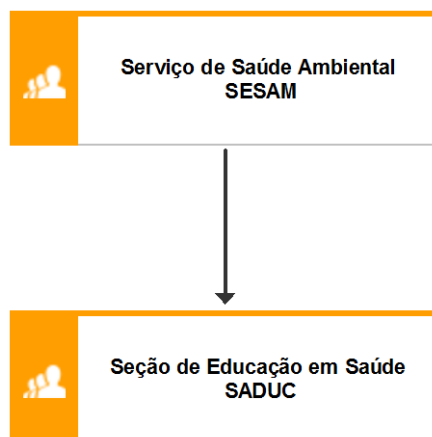 Serviço de Saúde Ambiental
SESAM
Seção de Educação em Saúde
SADUC